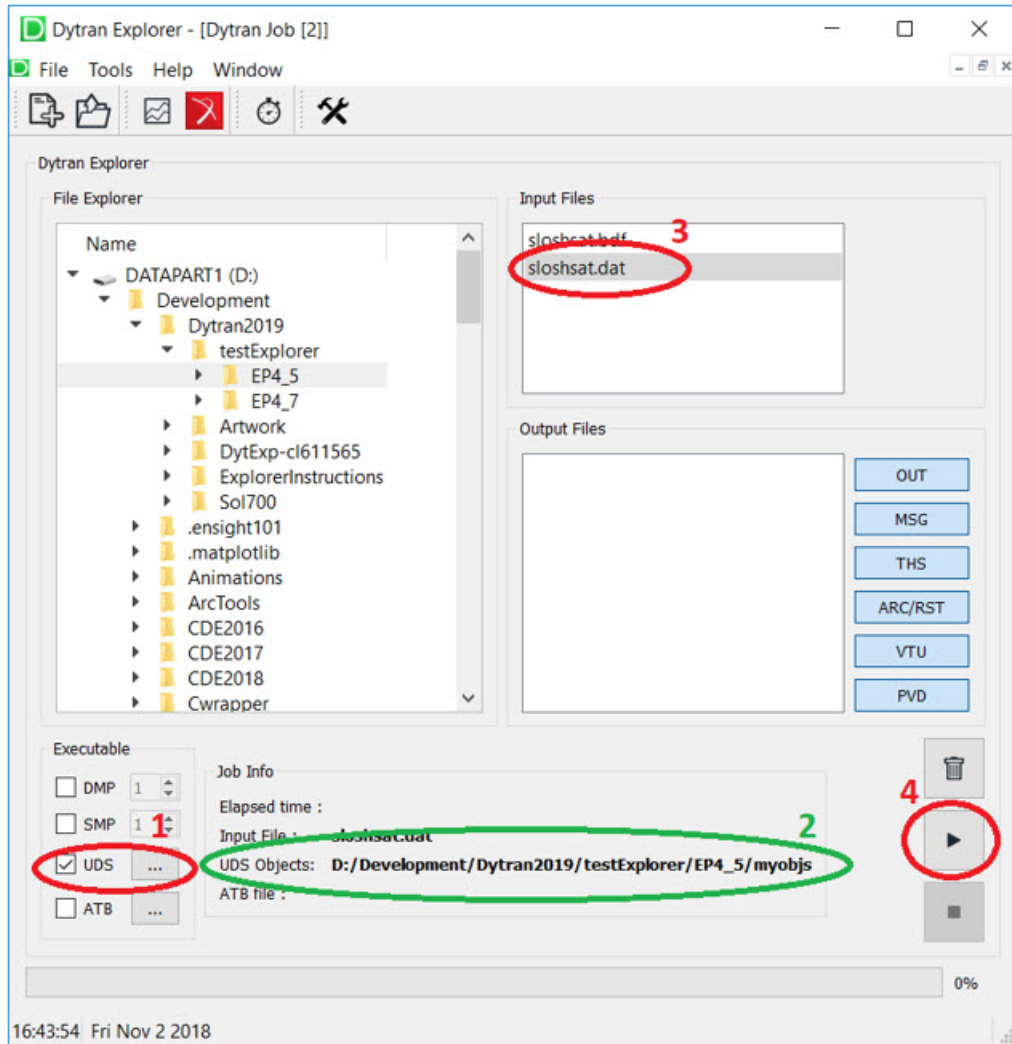 Dytran Explorer - [Dytran Job [2]]
File Tools Help Window
Dytran Explorer
File Explorer
Name
DATAPART1 (D:)
Development
Dytran2019
testExplorer
EP4_5
EP4_7
Artwork
DytExp-cl611565
ExplorerInstructions
Sol700
.ensight101
.matplotlib
Animations
ArcTools
CDE2016
CDE2017
CDE2018
Cwrapper
Input Files
3
sloshsat.bdf
sloshsat.dat
Output Files
OUT
MSG
THS
ARC/RST
VTU
PVD
Executable
DMP 1
SMP 1
1
UDS ...
ATB ...
Job Info
Elapsed time :
Input File : sloshsat.dat
2
UDS Objects: D:/Development/Dytran2019/testExplorer/EP4_5/myobjs
ATB file :
4
0%
16:43:54 Fri Nov 2 2018